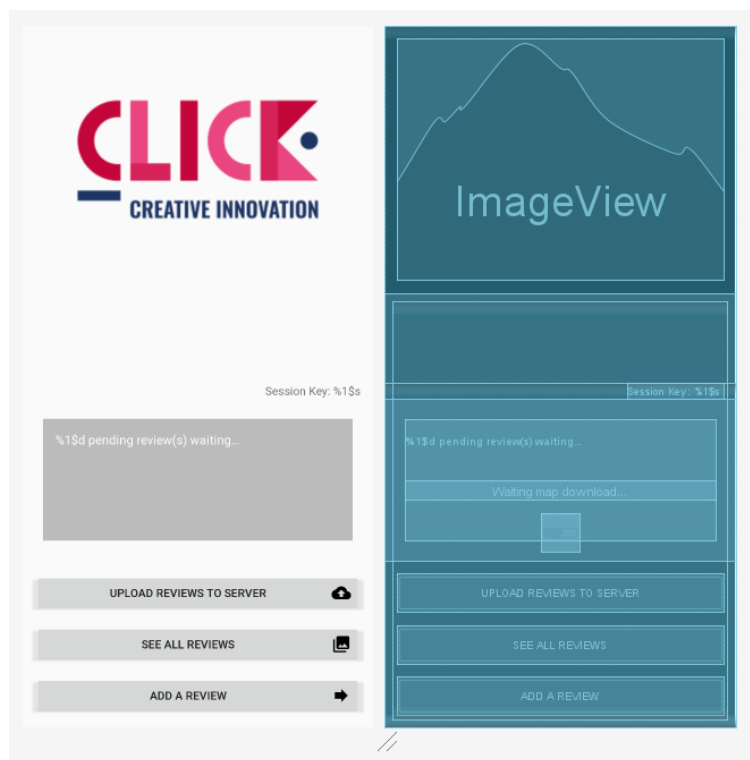 CLICK
CREATIVE INNOVATION
Session Key: %1$s
%1$d pending review(s) waiting...
UPLOAD REVIEWS TO SERVER
SEE ALL REVIEWS
ADD A REVIEW
ImageView
Session Key: %1$s
%1$d pending review(s) waiting...
Waiting map download...
UPLOAD REVIEWS TO SERVER
SEE ALL REVIEWS
ADD A REVIEW